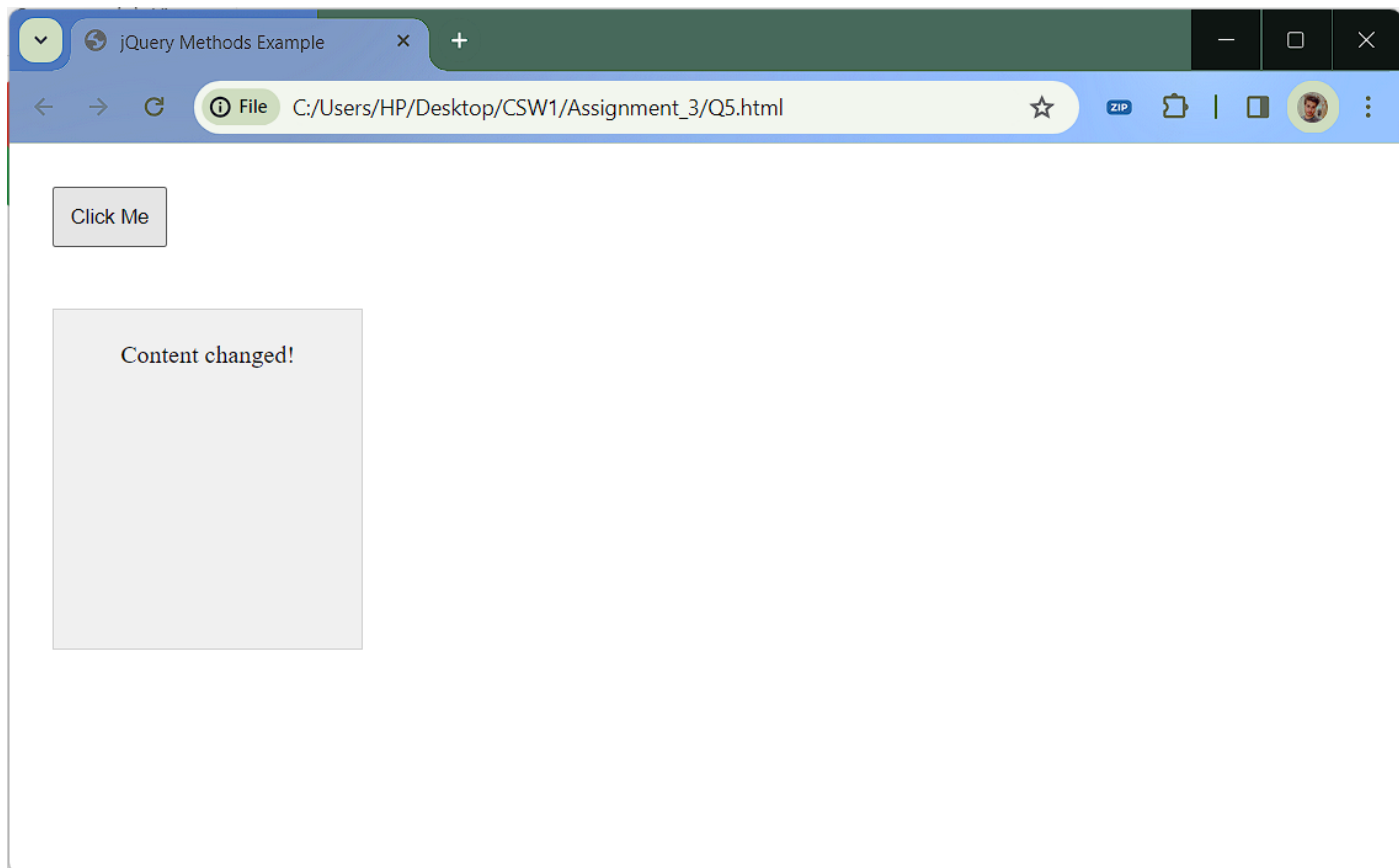 jQuery Methods Example
File C:/Users/HP/Desktop/CSW1/Assignment_3/Q5.html
ZIP
Click Me
Content changed!